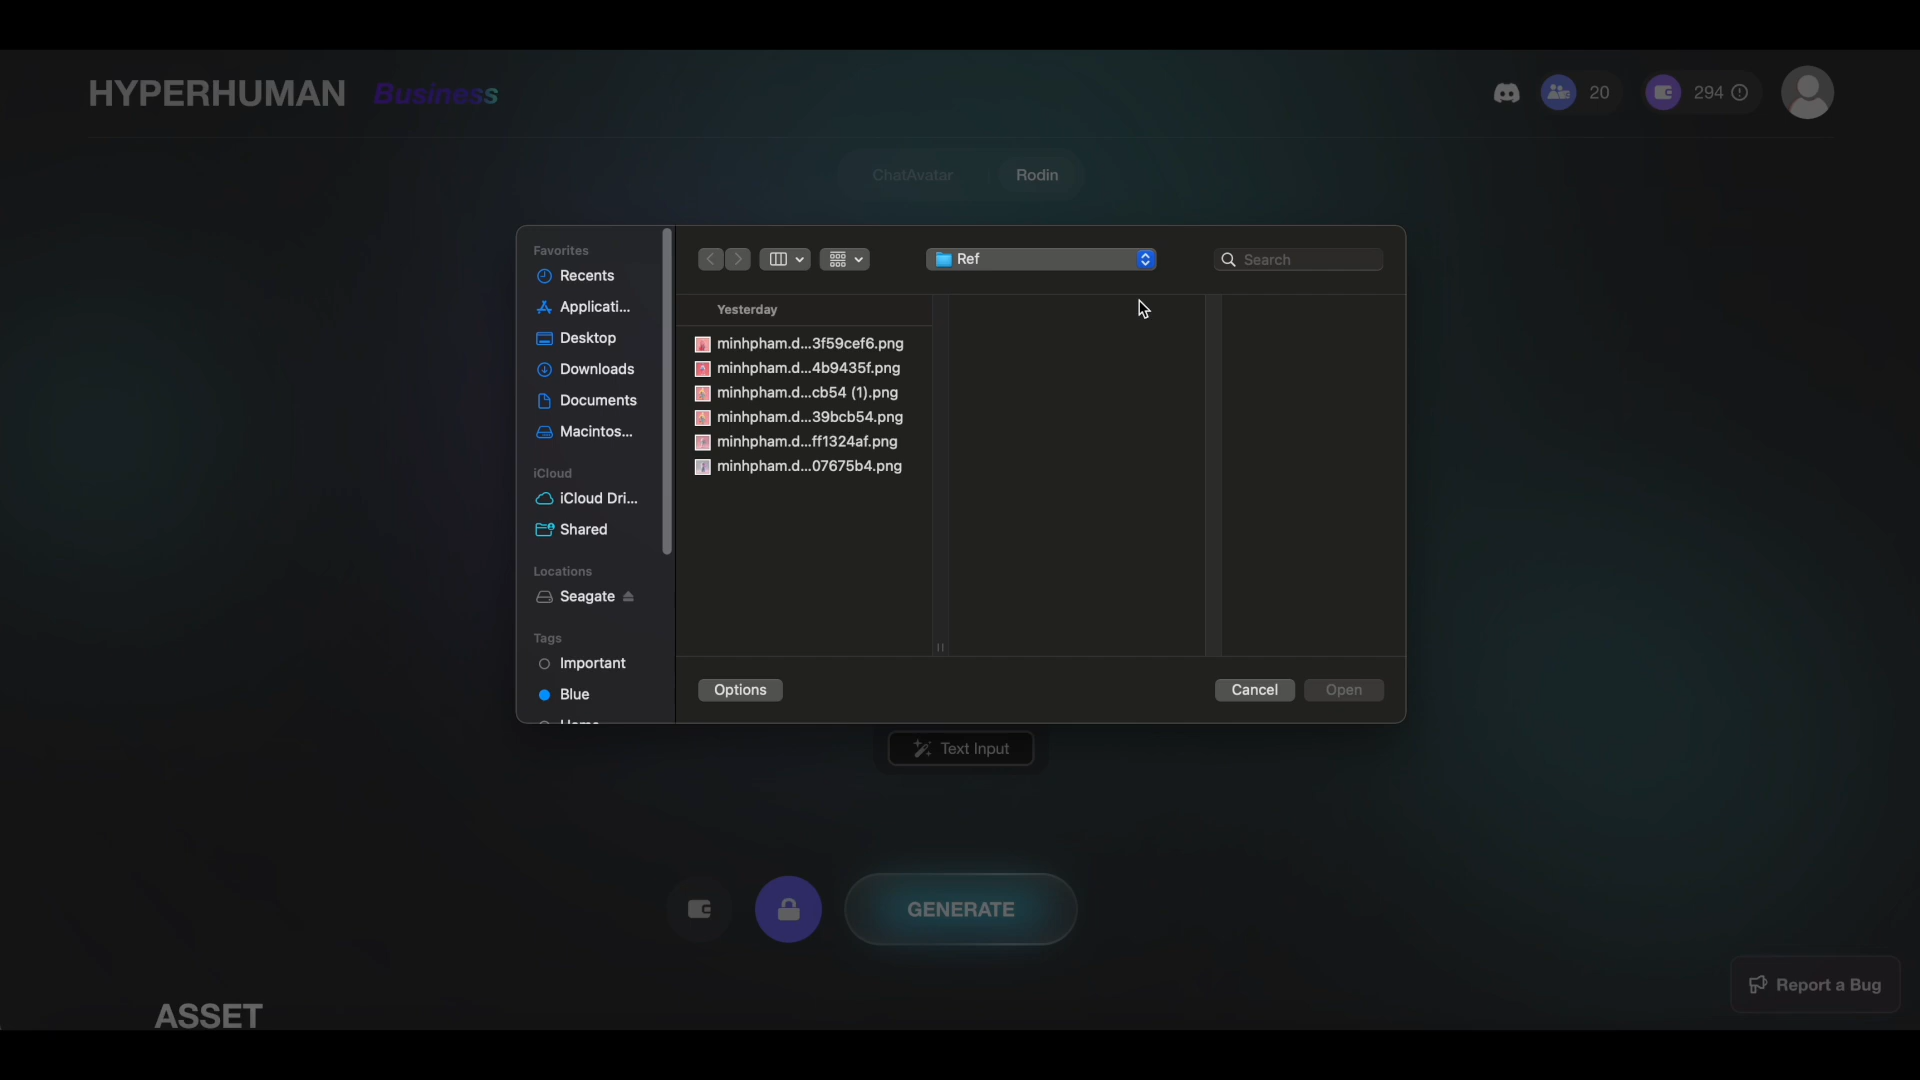 HYPERHUMAN Business
20
294
ChatAvatar
Rodin
Favorites
Recents
Applicati...
Desktop
Downloads
Documents
Macintos...
iCloud
iCloud Dri...
Shared
Locations
Seagate
Tags
Important
Blue
Ref
Search
Yesterday
minhpham.d...3f59cef6.png
minhpham.d...4b9435f.png
minhpham.d...cb54 (1).png
minhpham.d...39bcb54.png
minhpham.d...ff1324af.png
minhpham.d...07675b4.png
Options
Cancel
Open
Text Input
GENERATE
Report a Bug
ASSET